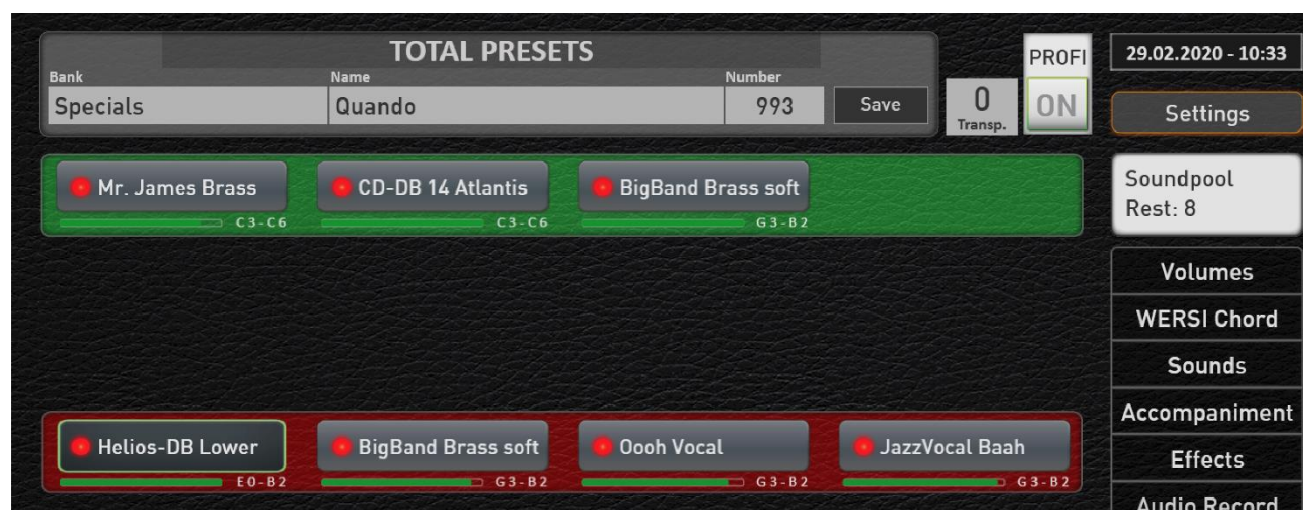 TOTAL PRESETS
Bank Name Number
Specials Quando 993 Save
0
Transp.
PROFI
ON
29.02.2020 - 10:33
Settings
Mr. James Brass CD-DB 14 Atlantis BigBand Brass soft
C3-C6 C3-C6 G3-B2
Soundpool
Rest: 8
Volumes
WERSI Chord
Sounds
Accompaniment
Helios-DB Lower BigBand Brass soft Oooh Vocal JazzVocal Baah
E0-B2 G3-B2 G3-B2 G3-B2
Effects
Audio Record